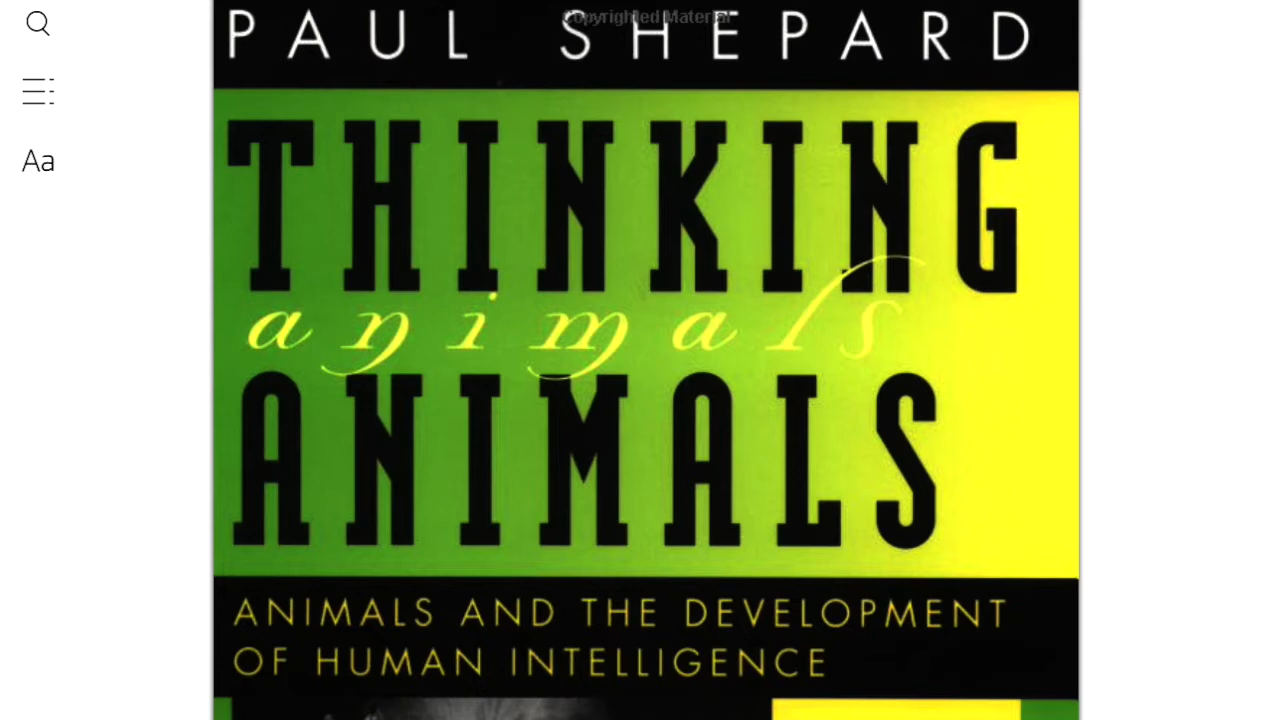 Copyrighted Material
PAUL SHEPARD
THINKING
animals
ANIMALS
ANIMALS AND THE DEVELOPMENT
OF HUMAN INTELLIGENCE
Aa